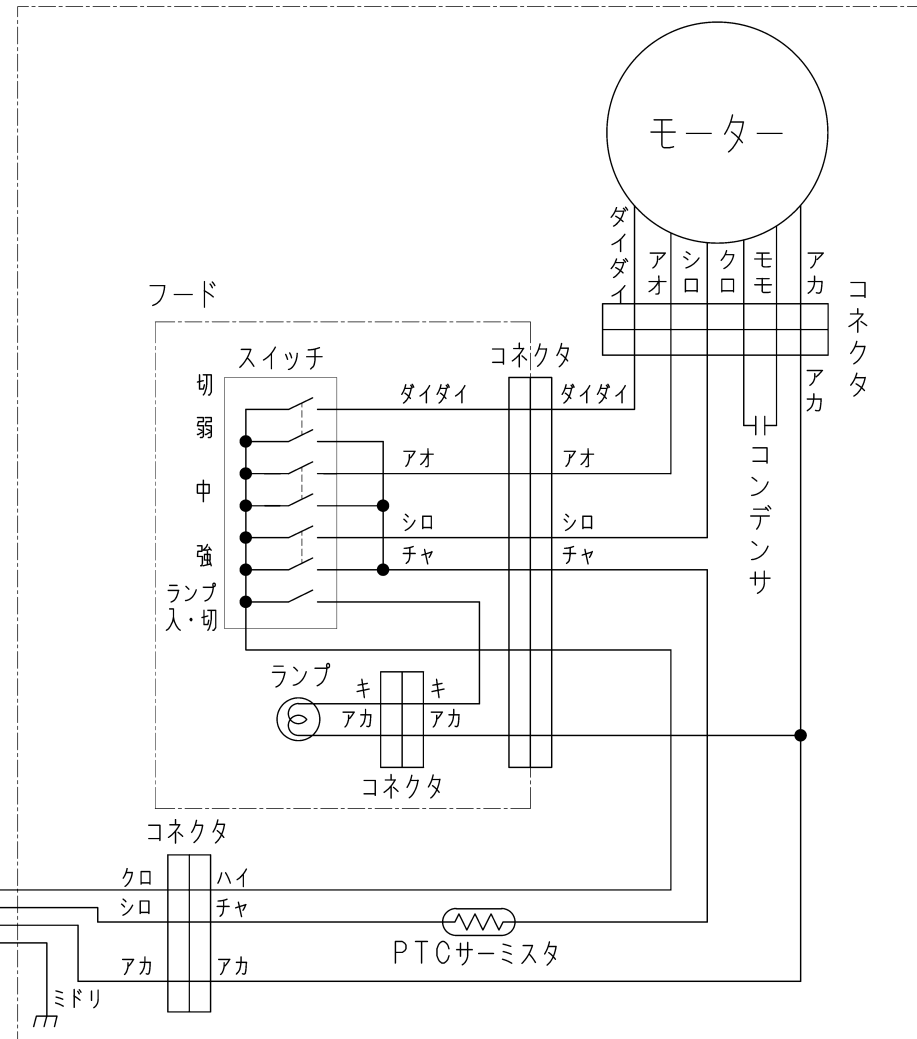 モーター
ダイダイ
アオ
シロ
クロ
モモ
アカ
コネクタ
アカ
コンデンサ
フード
スイッチ
コネクタ
切
ダイダイ
ダイダイ
弱
アオ
アオ
中
シロ
シロ
強
チャ
チャ
ランプ
入・切
ランプ
キ
キ
アカ
アカ
コネクタ
コネクタ
クロ
ハイ
シロ
チャ
PTCサーミスタ
アカ
アカ
ミドリ